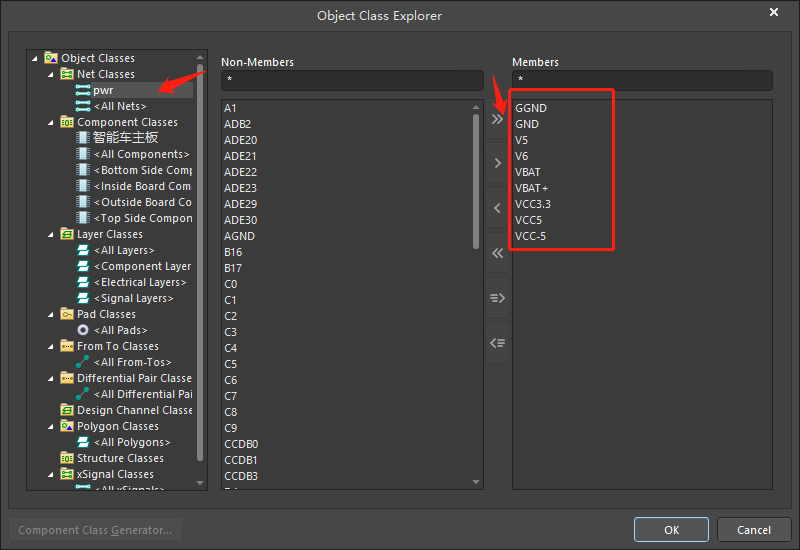 Object Class Explorer
Object Classes
Net Classes
pwr
<All Nets>
Component Classes
智能车主板
<All Components>
<Bottom Side Comp
<Inside Board Com
<Outside Board Co
<Top Side Compon
Layer Classes
<All Layers>
<Component Layer
<Electrical Layers>
<Signal Layers>
Pad Classes
<All Pads>
From To Classes
<All From-Tos>
Differential Pair Classe
<All Differential Pai
Design Channel Classe
Polygon Classes
<All Polygons>
Structure Classes
xSignal Classes
<All xSignals>
Non-Members
*
A1
ADB2
ADE20
ADE21
ADE22
ADE23
ADE29
ADE30
AGND
B16
B17
C0
C1
C2
C3
C4
C5
C6
C7
C8
C9
CCDB0
CCDB1
CCDB3
Members
*
GGND
GND
V5
V6
VBAT
VBAT+
VCC3.3
VCC5
VCC-5
Component Class Generator...
OK
Cancel